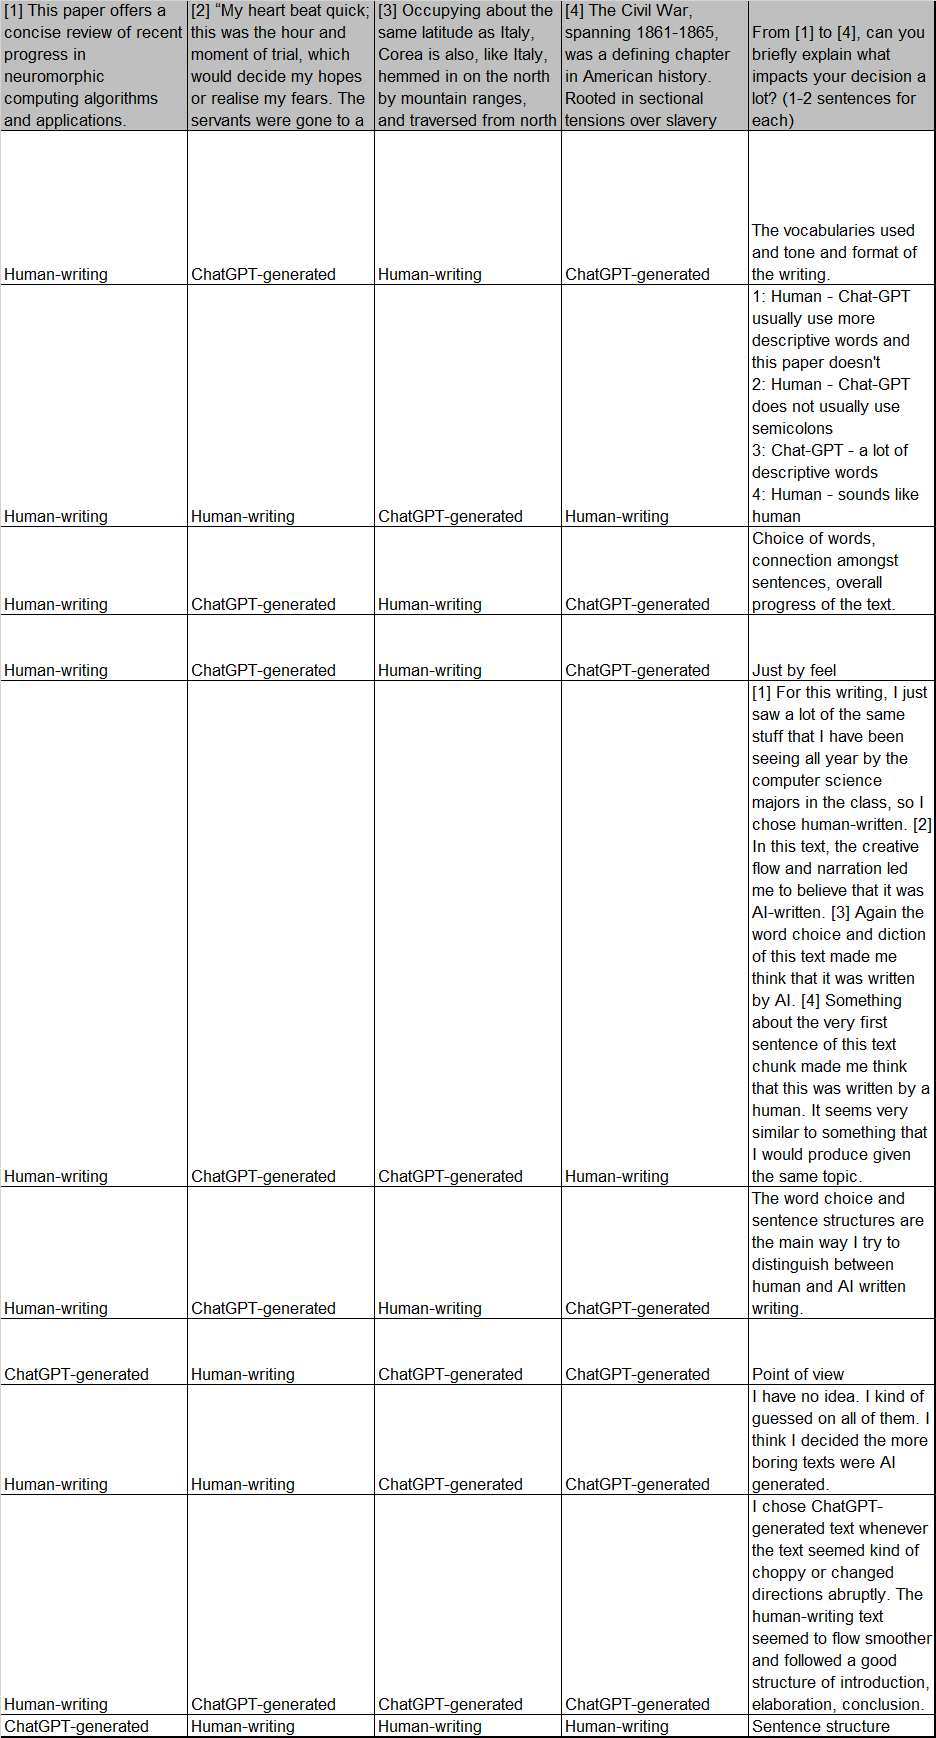 [1] This paper offers a
concise review of recent
progress in
neuromorphic
computing algorithms
and applications.
[2] “My heart beat quick;
this was the hour and
moment of trial, which
would decide my hopes
or realise my fears. The
servants were gone to a
[3] Occupying about the
same latitude as Italy,
Corea is also, like Italy,
hemmed in on the north
by mountain ranges,
and traversed from north
[4] The Civil War,
spanning 1861-1865,
was a defining chapter
in American history.
Rooted in sectional
tensions over slavery
From [1] to [4], can you
briefly explain what
impacts your decision a
lot? (1-2 sentences for
each)
Human-writing
ChatGPT-generated
Human-writing
ChatGPT-generated
The vocabularies used
and tone and format of
the writing.
Human-writing
Human-writing
ChatGPT-generated
Human-writing
1: Human - Chat-GPT
usually use more
descriptive words and
this paper doesn't
2: Human - Chat-GPT
does not usually use
semicolons
3: Chat-GPT - a lot of
descriptive words
4: Human - sounds like
human
Human-writing
ChatGPT-generated
Human-writing
ChatGPT-generated
Choice of words,
connection amongst
sentences, overall
progress of the text.
Human-writing
ChatGPT-generated
Human-writing
ChatGPT-generated
Just by feel
Human-writing
ChatGPT-generated
ChatGPT-generated
Human-writing
[1] For this writing, I just
saw a lot of the same
stuff that I have been
seeing all year by the
computer science
majors in the class, so I
chose human-written. [2]
In this text, the creative
flow and narration led
me to believe that it was
AI-written. [3] Again the
word choice and diction
of this text made me
think that it was written
by AI. [4] Something
about the very first
sentence of this text
chunk made me think
that this was written by a
human. It seems very
similar to something that
I would produce given
the same topic.
Human-writing
ChatGPT-generated
Human-writing
ChatGPT-generated
The word choice and
sentence structures are
the main way I try to
distinguish between
human and AI written
writing.
ChatGPT-generated
Human-writing
ChatGPT-generated
ChatGPT-generated
Point of view
Human-writing
Human-writing
ChatGPT-generated
ChatGPT-generated
I have no idea. I kind of
guessed on all of them. I
think I decided the more
boring texts were AI
generated.
Human-writing
ChatGPT-generated
ChatGPT-generated
ChatGPT-generated
I chose ChatGPT-
generated text whenever
the text seemed kind of
choppy or changed
directions abruptly. The
human-writing text
seemed to flow smoother
and followed a good
structure of introduction,
elaboration, conclusion.
ChatGPT-generated
Human-writing
Human-writing
Human-writing
Sentence structure